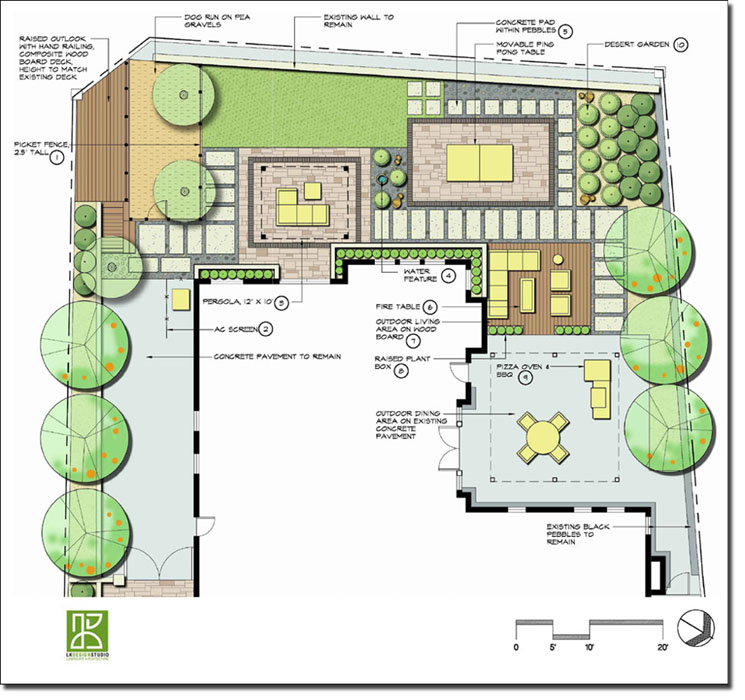 DOG RUN ON PEA
GRAVELS
EXISTING WALL TO
REMAIN
CONCRETE PAD
WITHIN PEBBLES 5
MOVABLE PING
PONG TABLE
DESERT GARDEN 10
RAISED OUTLOOK
WITH HAND RAILING,
COMPOSITE WOOD
BOARD DECK,
HEIGHT TO MATCH
EXISTING DECK
PICKET FENCE,
2.5' TALL 1
WATER
FEATURE 4
PERGOLA, 12' X 10' 3
FIRE TABLE 6
OUTDOOR LIVING
AREA ON WOOD
BOARD 7
AC SCREEN 2
CONCRETE PAVEMENT TO REMAIN
RAISED PLANT
BOX 8
PIZZA OVEN &
BBQ 9
OUTDOOR DINING
AREA ON EXISTING
CONCRETE
PAVEMENT
EXISTING BLACK
PEBBLES TO
REMAIN
LKDESIGNSTUDIO
LANDSCAPE ARCHITECTURE
0 5' 10' 20'